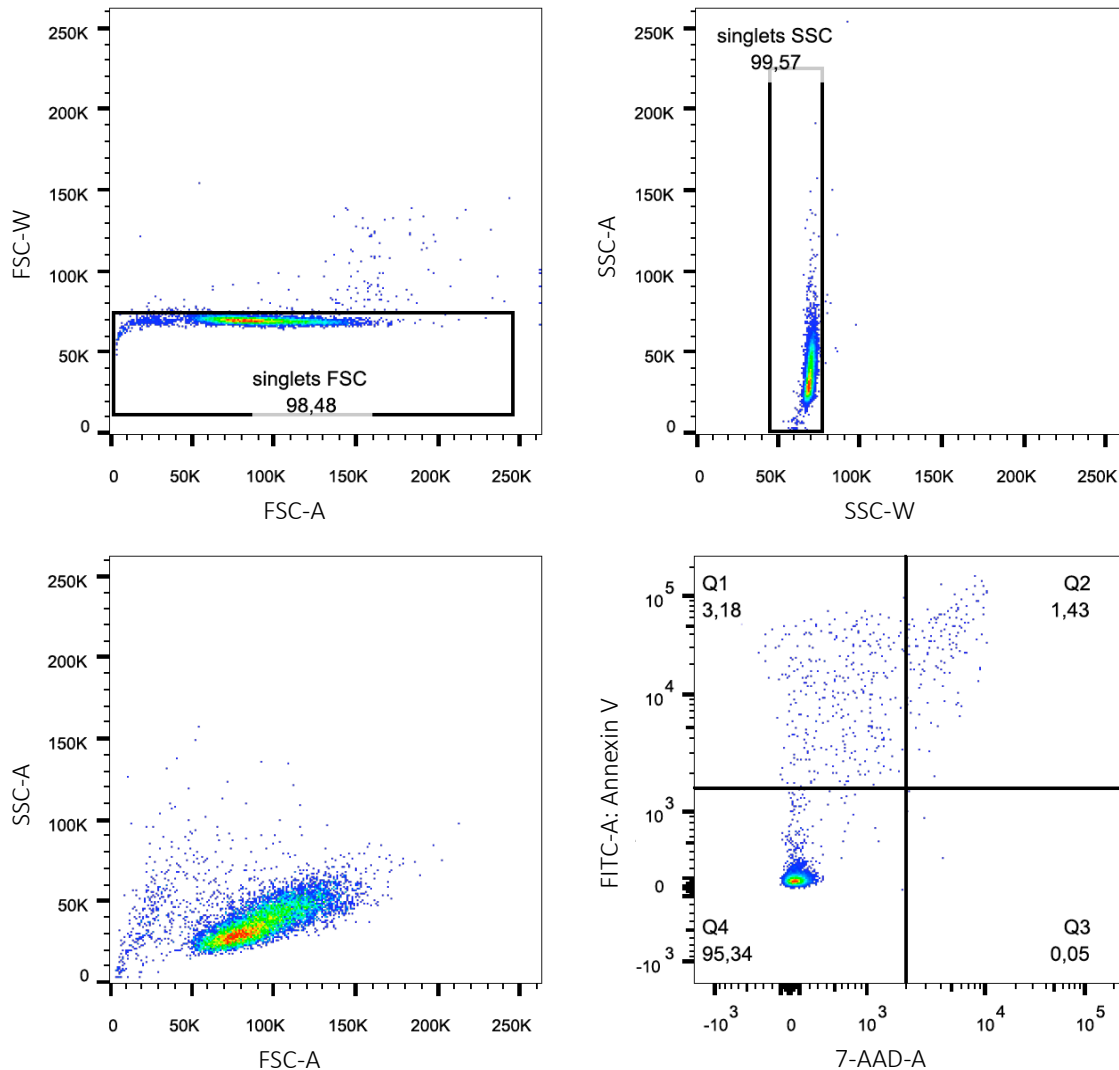 250K
200K
150K
100K
50K
0
FSC-W
singlets FSC
98,48
0
50K
100K
150K
200K
250K
FSC-A
250K
200K
150K
100K
50K
0
SSC-A
singlets SSC
99,57
0
50K
100K
150K
200K
250K
SSC-W
250K
200K
150K
100K
50K
0
SSC-A
0
50K
100K
150K
200K
250K
FSC-A
10^5
10^4
10^3
0
-10^3
FITC-A: Annexin V
Q1
3,18
Q2
1,43
Q4
95,34
Q3
0,05
-10^3
0
10^3
10^4
10^5
7-AAD-A